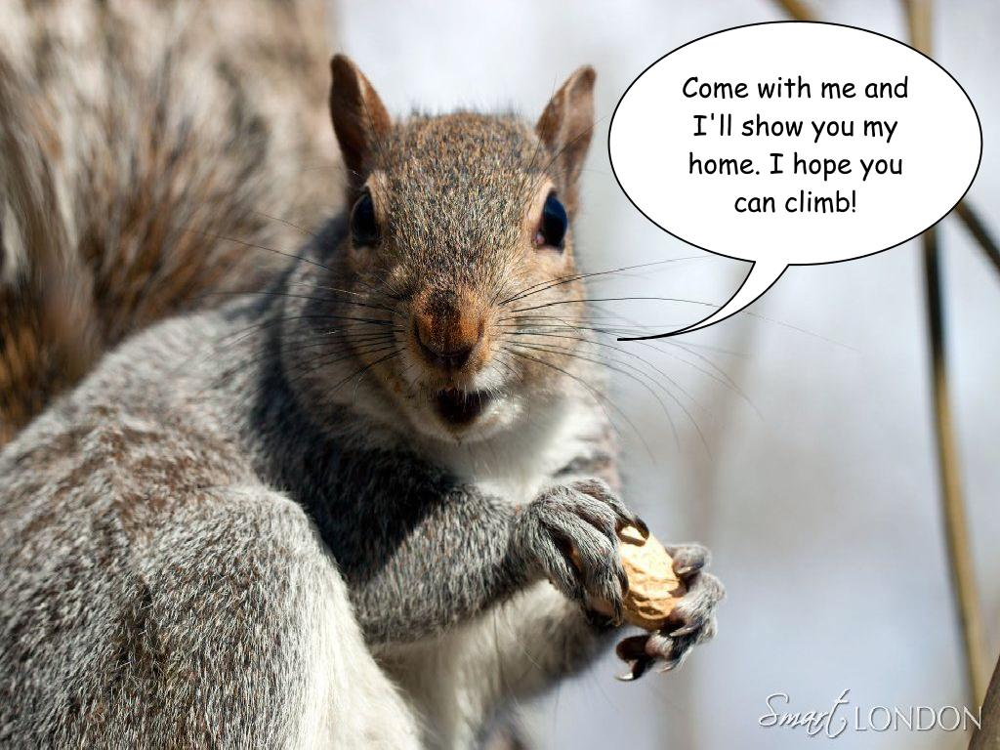 Come with me and
I'll show you my
home. I hope you
can climb!
Smart LONDON